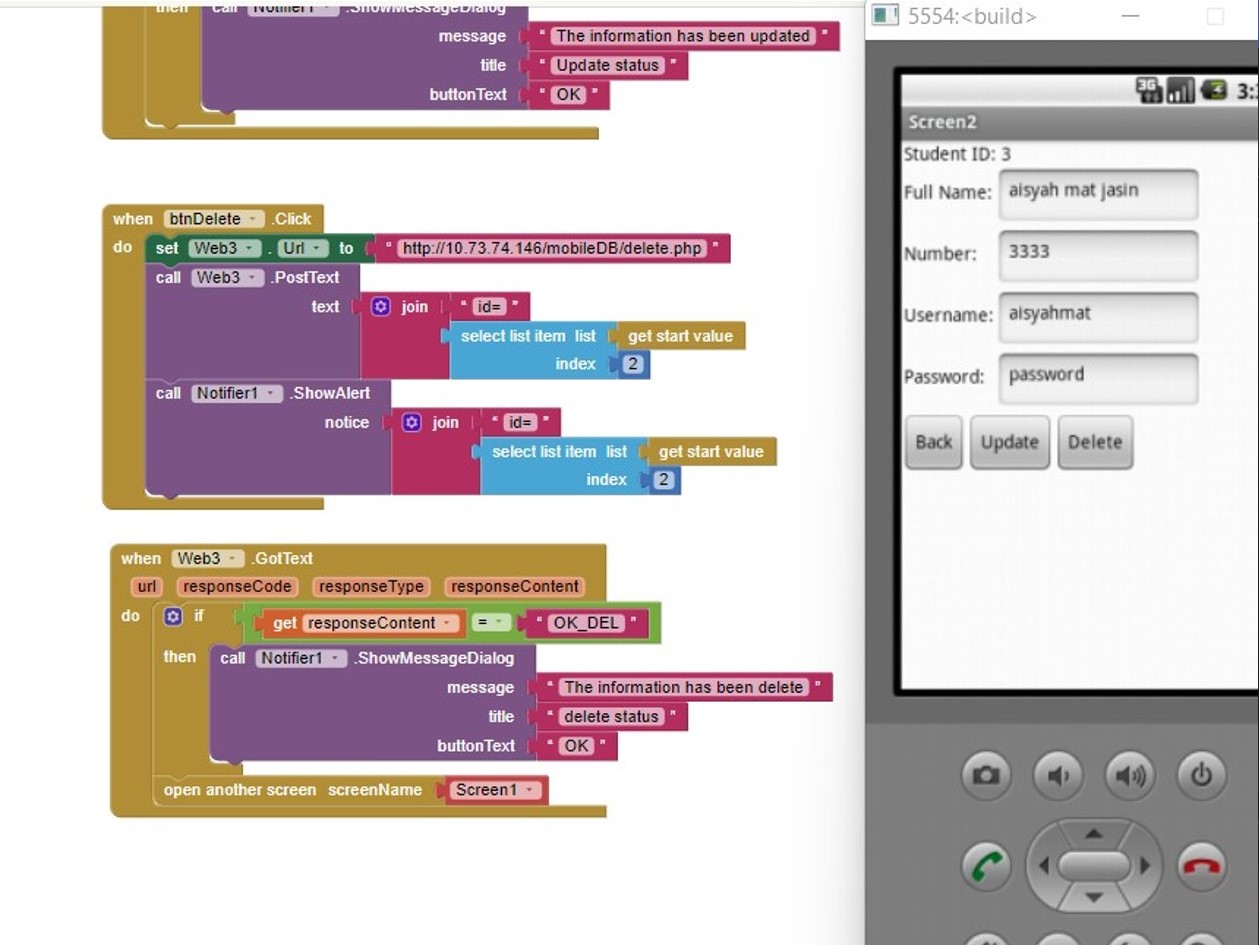 then call Notifier1 .ShowMessageDialog
message " The information has been updated "
title " Update status "
buttonText " OK "
when btnDelete .Click
do set Web3 . Url to " http://10.73.74.146/mobileDB/delete.php "
call Web3 .PostText
text join " id= "
select list item list get start value
index 2
call Notifier1 .ShowAlert
notice join " id= "
select list item list get start value
index 2
when Web3 .GotText
url responseCode responseType responseContent
do if get responseContent = " OK_DEL "
then call Notifier1 .ShowMessageDialog
message " The information has been delete "
title " delete status "
buttonText " OK "
open another screen screenName Screen1
5554:<build>
3G
Screen2
Student ID: 3
Full Name: aisyah mat jasin
Number: 3333
Username: aisyahmat
Password: password
Back Update Delete